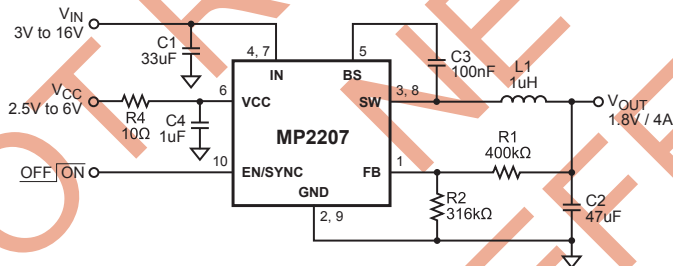 VIN
3V to 16V
C1
33uF
4, 7
IN
5
BS
C3
100nF
L1
1uH
VCC
2.5V to 6V
R4
10Ω
C4
1uF
6
VCC
3, 8
SW
VOUT
1.8V / 4A
MP2207
R1
400kΩ
OFF ON
10
EN/SYNC
1
FB
GND
2, 9
R2
316kΩ
C2
47uF